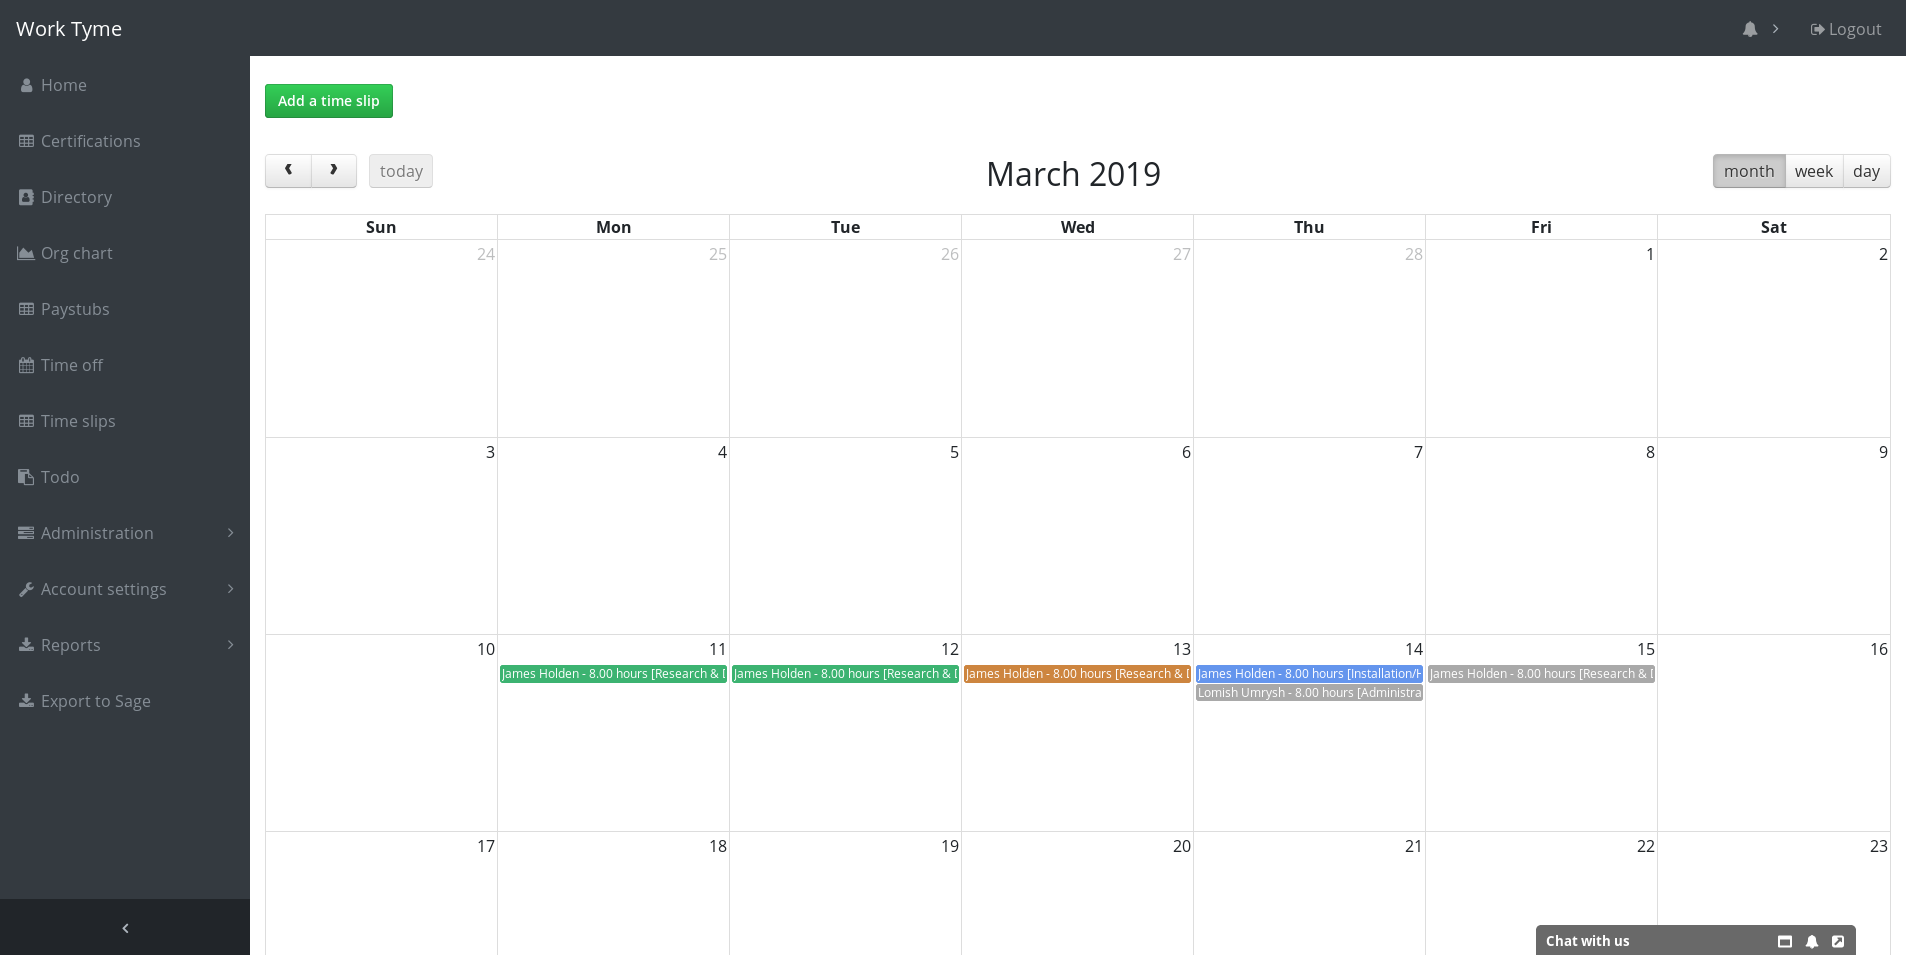 Work Tyme
Logout
Home
Certifications
Directory
Org chart
Paystubs
Time off
Time slips
Todo
Administration
Account settings
Reports
Export to Sage
Add a time slip
today
March 2019
month week day
Sun Mon Tue Wed Thu Fri Sat
24 25 26 27 28 1 2
3 4 5 6 7 8 9
10 11 12 13 14 15 16
James Holden - 8.00 hours [Research & James Holden - 8.00 hours [Research & James Holden - 8.00 hours [Research & James Holden - 8.00 hours [Installation/ James Holden - 8.00 hours [Research &
Lomish Umrysh - 8.00 hours [Administra
17 18 19 20 21 22 23
Chat with us